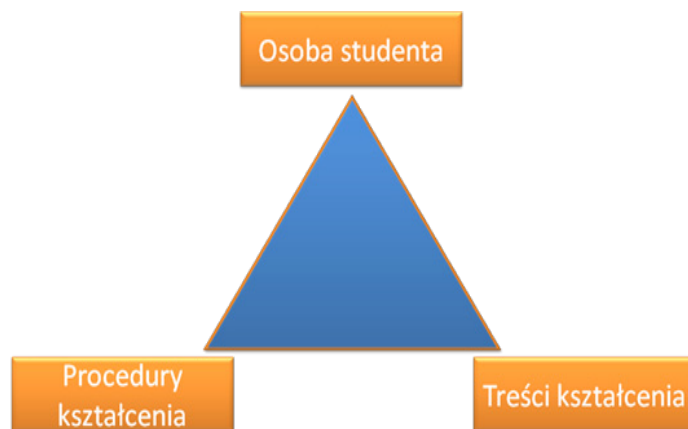 Osoba studenta
Procedury
kształcenia
Treści kształcenia